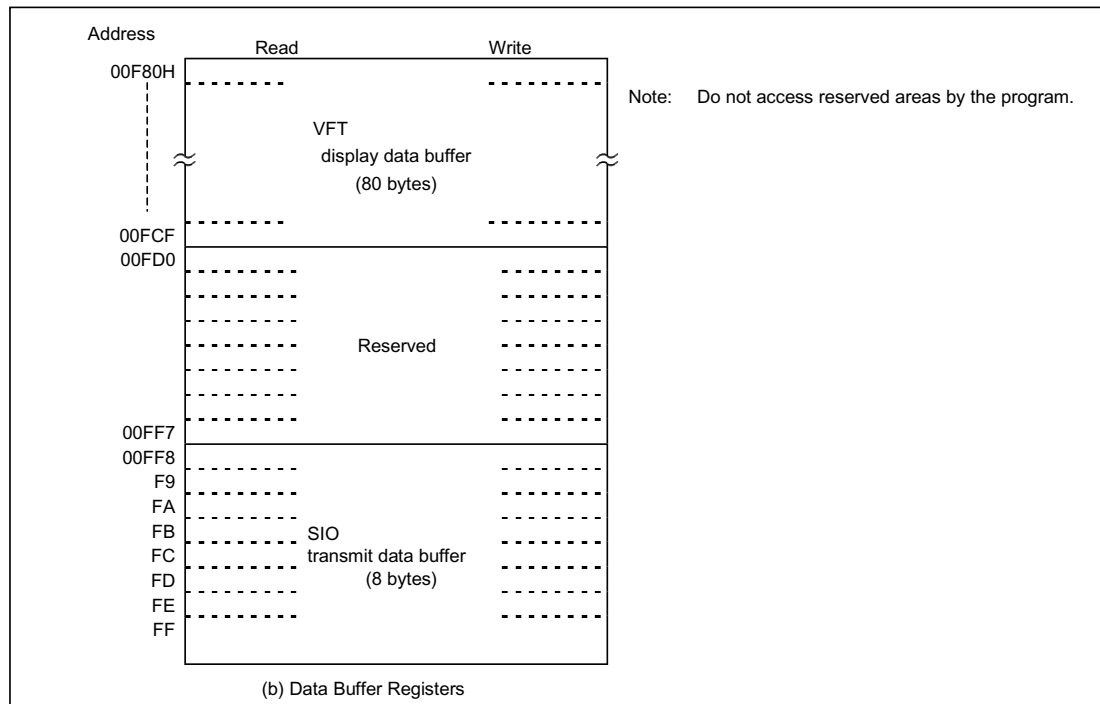 Address
Read Write
00F80H
Note: Do not access reserved areas by the program.
VFT
display data buffer
(80 bytes)
00FCF
00FD0
Reserved
00FF7
00FF8
F9
FA
FB
SIO
FC
transmit data buffer
(8 bytes)
FD
FE
FF
(b) Data Buffer Registers